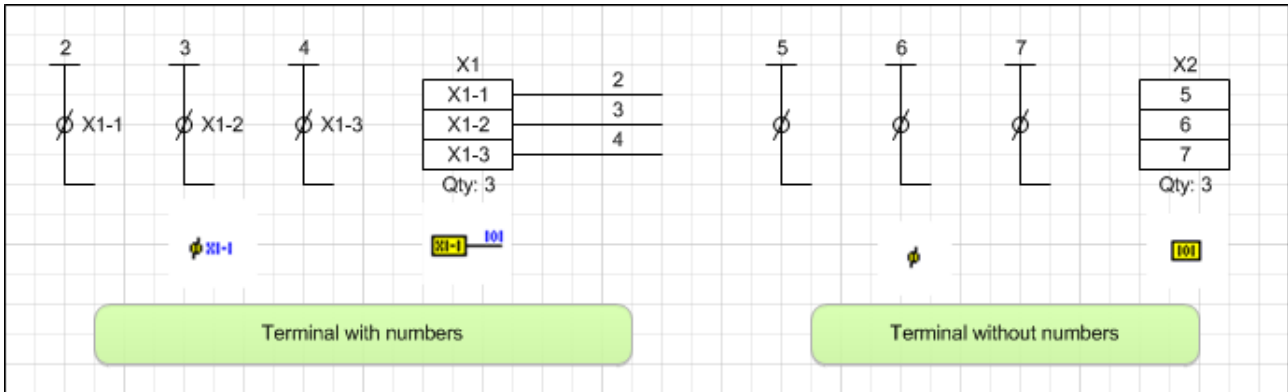 2 3 4 5 6 7
X1 X2
2
X1-1 5
3
X1-1 X1-2 X1-3 X1-2 6
4
X1-3 7
Qty: 3 Qty: 3
X1-1 X1-1 101 101
Terminal with numbers Terminal without numbers